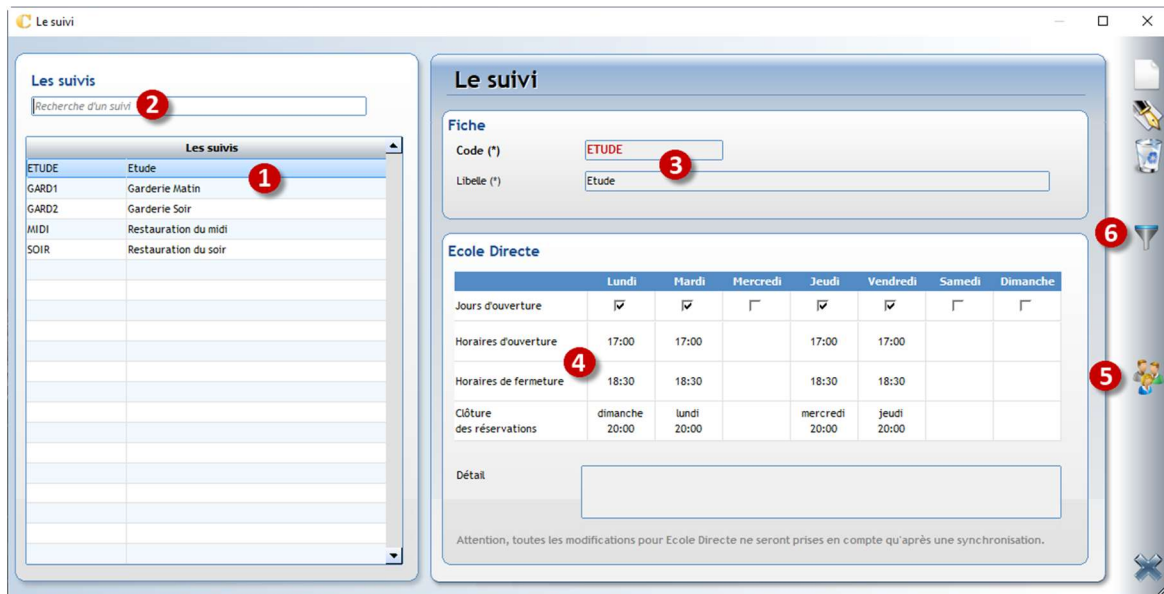 Le suivi
Les suivis
Recherche d'un suivi 2
Les suivis
ETUDE Etude 1
GARD1 Garderie Matin
GARD2 Garderie Soir
MIDI Restauration du midi
SOIR Restauration du soir
Le suivi
Fiche
Code (*) ETUDE
3
Libelle (*) Etude
6
Ecole Directe
Lundi Mardi Mercredi Jeudi Vendredi Samedi Dimanche
Jours d'ouverture
Horaires d'ouverture 17:00 17:00 17:00 17:00
4
5
Horaires de fermeture 18:30 18:30 18:30 18:30
Clôture dimanche lundi mercredi jeudi
des réservations 20:00 20:00 20:00 20:00
Détail
Attention, toutes les modifications pour Ecole Directe ne seront prises en compte qu'après une synchronisation.